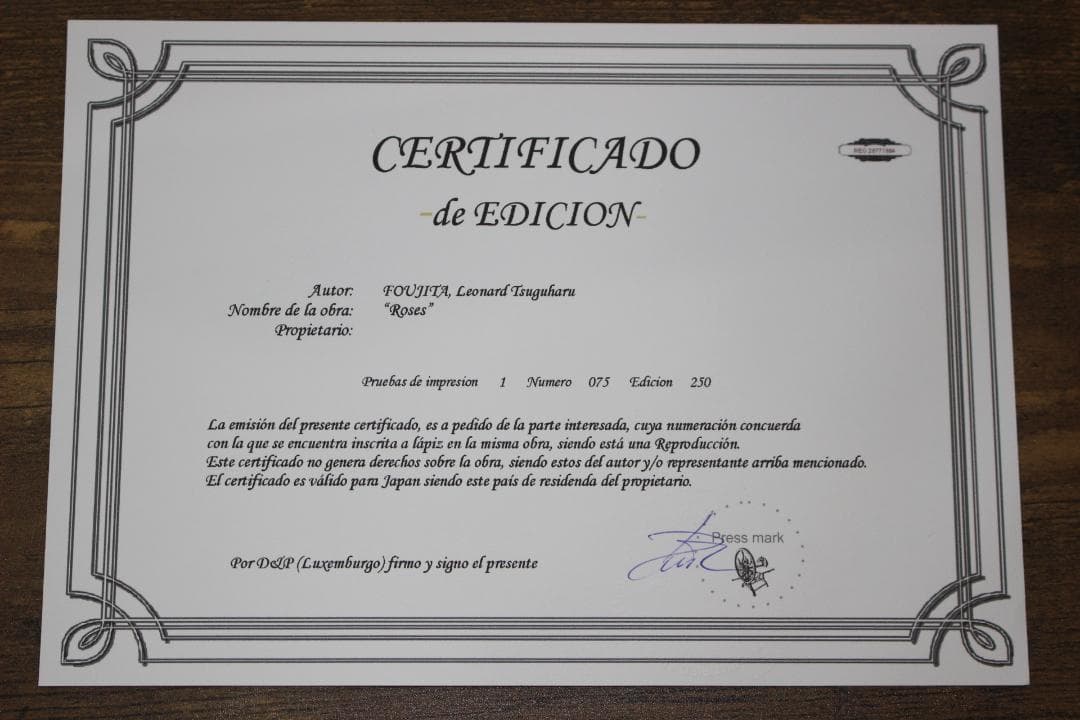 CERTIFICADO
-de EDICION-
Autor: FOUJITA, Leonard Tsuguharu
Nombre de la obra: "Roses"
Propietario:
Pruebas de impresion 1 Numero 075 Edicion 250
La emisión del presente certificado, es a pedido de la parte interesada, cuya numeración concuerda
con la que se encuentra inscrita a lápiz en la misma obra, siendo está una Reproducción.
Este certificado no genera derechos sobre la obra, siendo estos del autor y/o representante arriba mencionado.
El certificado es válido para Japan siendo este país de residenda del propietario.
Press mark
Por D&P (Luxemburgo) firmo y signo el presente